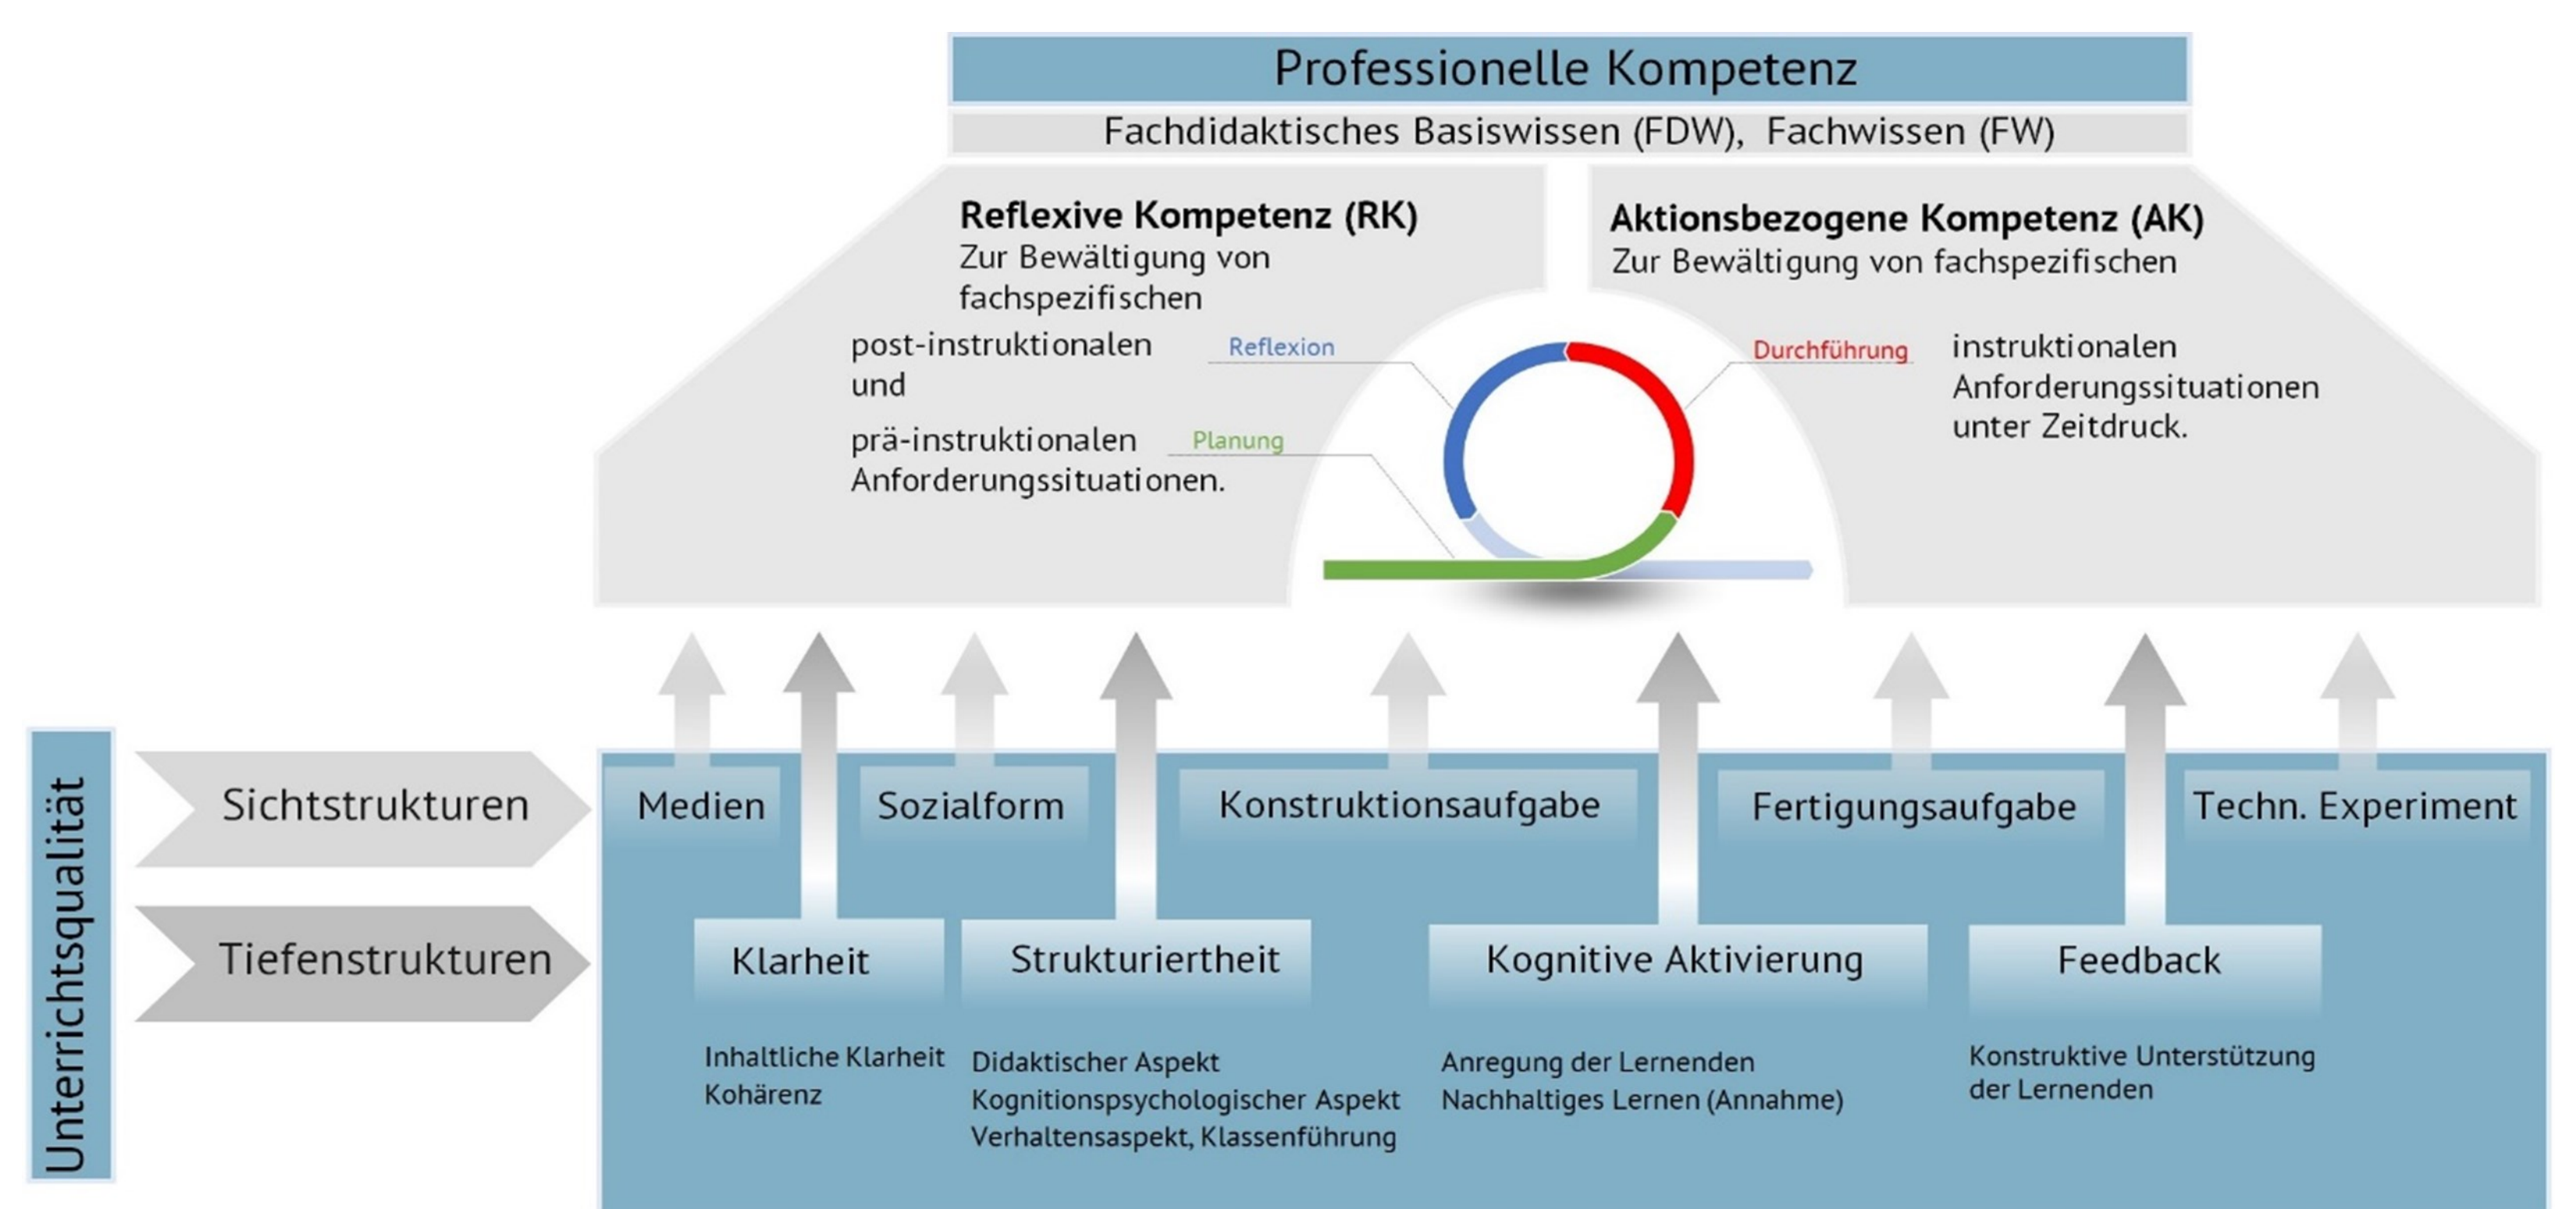 Professionelle Kompetenz
Fachdidaktisches Basiswissen (FDW), Fachwissen (FW)
Reflexive Kompetenz (RK)
Zur Bewältigung von
fachspezifischen
post-instruktionalen
und
prä-instruktionalen
Anforderungssituationen.
Reflexion
Planung
Aktionsbezogene Kompetenz (AK)
Zur Bewältigung von fachspezifischen
Durchführung
instruktionalen
Anforderungssituationen
unter Zeitdruck.
Unterrichtsqualität
Sichtstrukturen
Medien
Sozialform
Konstruktionsaufgabe
Fertigungsaufgabe
Techn. Experiment
Tiefenstrukturen
Klarheit
Inhaltliche Klarheit
Kohärenz
Strukturiertheit
Didaktischer Aspekt
Kognitionspsychologischer Aspekt
Verhaltensaspekt, Klassenführung
Kognitive Aktivierung
Anregung der Lernenden
Nachhaltiges Lernen (Annahme)
Feedback
Konstruktive Unterstützung
der Lernenden